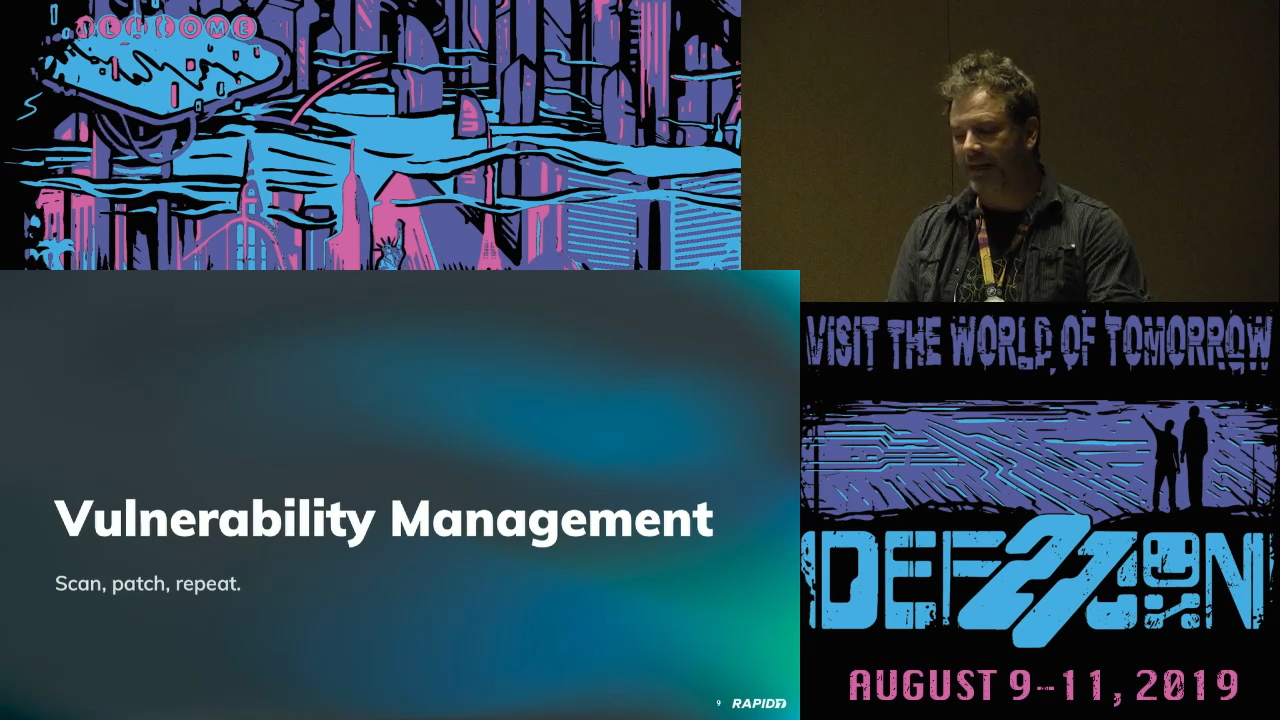 WELCOME
VISIT THE WORLD OF TOMORROW
Vulnerability Management
Scan, patch, repeat.
DEF 27 CON
AUGUST 9-11, 2019
9 RAPID7